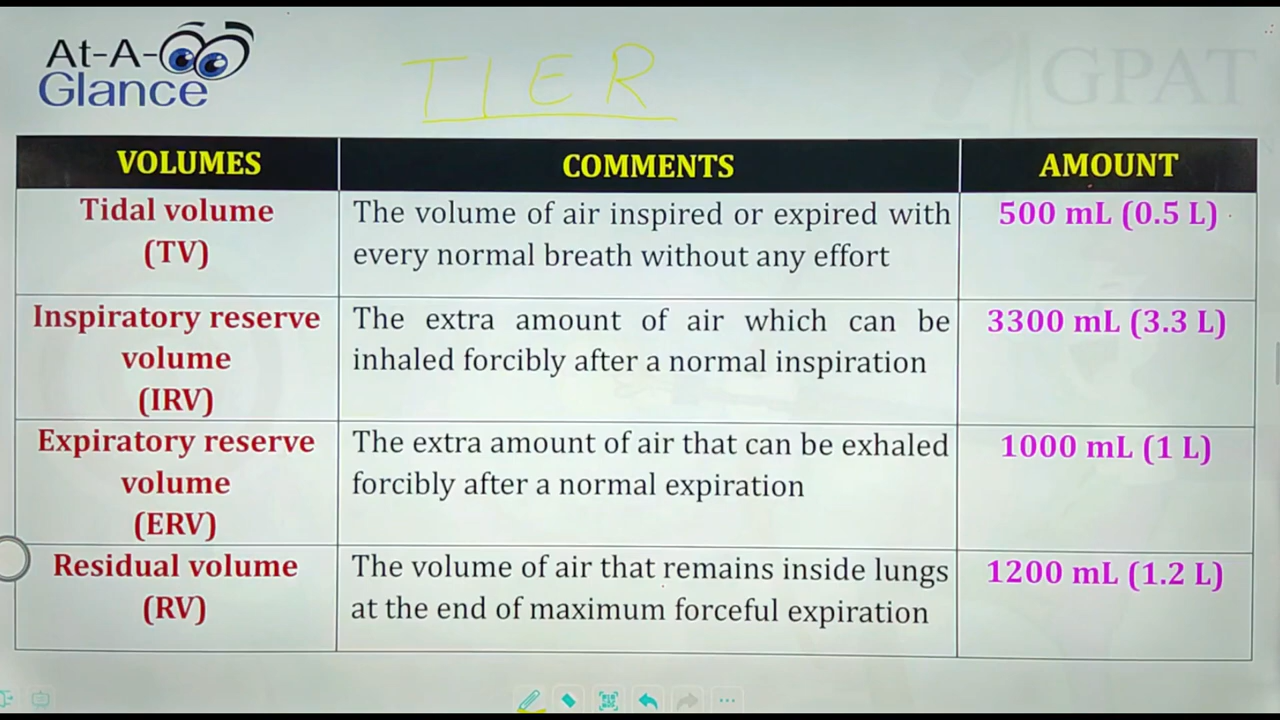 At-A-
Glance
TIER
GPAT
VOLUMES
COMMENTS
AMOUNT
Tidal volume
(TV)
The volume of air inspired or expired with
every normal breath without any effort
500 mL (0.5 L)
Inspiratory reserve
volume
(IRV)
The extra amount of air which can be
inhaled forcibly after a normal inspiration
3300 mL (3.3 L)
Expiratory reserve
volume
(ERV)
The extra amount of air that can be exhaled
forcibly after a normal expiration
1000 mL (1 L)
Residual volume
(RV)
The volume of air that remains inside lungs
at the end of maximum forceful expiration
1200 mL (1.2 L)